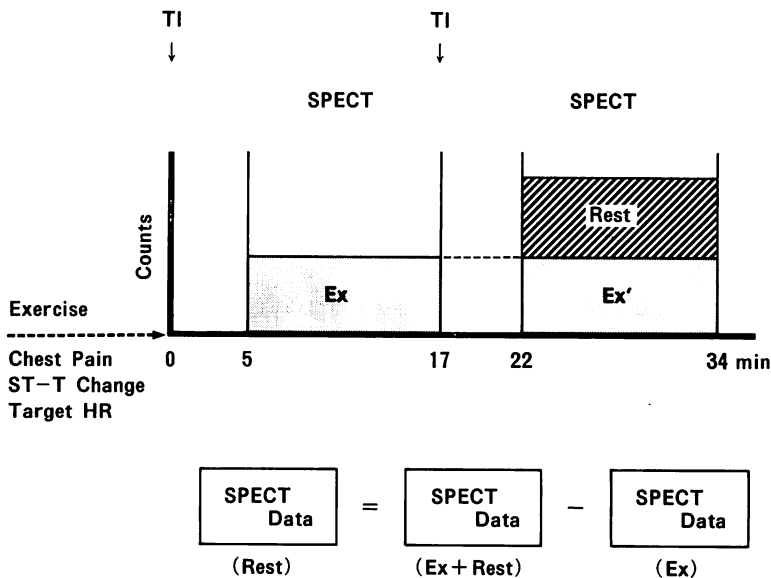 Tl Tl
↓ ↓
SPECT SPECT
Counts
Rest
Ex Ex′
Exercise
0 5 17 22 34 min
Chest Pain
ST−T Change
Target HR
SPECT Data = SPECT Data − SPECT Data
(Rest) (Ex+Rest) (Ex)